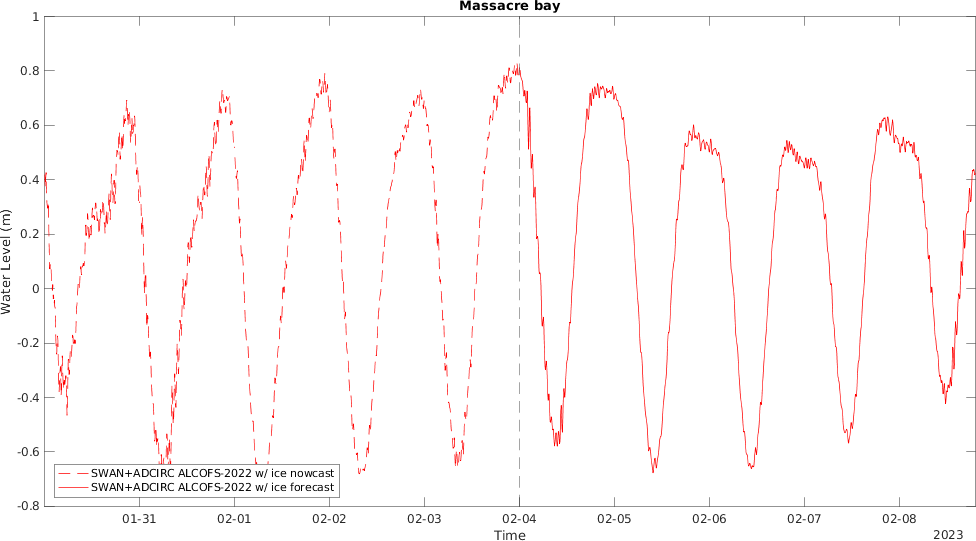 Massacre bay
Water Level (m)
1
0.8
0.6
0.4
0.2
0
-0.2
-0.4
-0.6
-0.8
SWAN+ADCIRC ALCOFS-2022 w/ ice nowcast
SWAN+ADCIRC ALCOFS-2022 w/ ice forecast
01-31 02-01 02-02 02-03 02-04 02-05 02-06 02-07 02-08
Time
2023